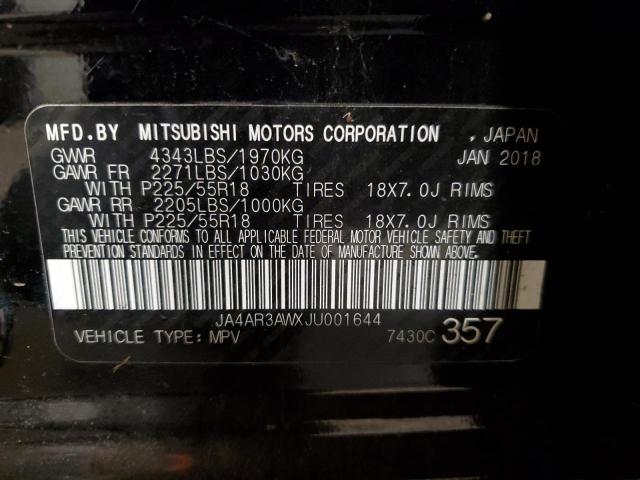 MFD.BY MITSUBISHI MOTORS CORPORATION , JAPAN
GVWR 4343LBS/1970KG JAN 2018
GAWR FR 2271LBS/1030KG
WITH P225/55R18 TIRES 18X7.0J RIMS
GAWR RR 2205LBS/1000KG
WITH P225/55R18 TIRES 18X7.0J RIMS
THIS VEHICLE CONFORMS TO ALL APPLICABLE FEDERAL MOTOR VEHICLE SAFETY AND THEFT
PREVENTION STANDARDS IN EFFECT ON THE DATE OF MANUFACTURE SHOWN ABOVE.
JA4AR3AWXJU001644
VEHICLE TYPE: MPV 7430C 357